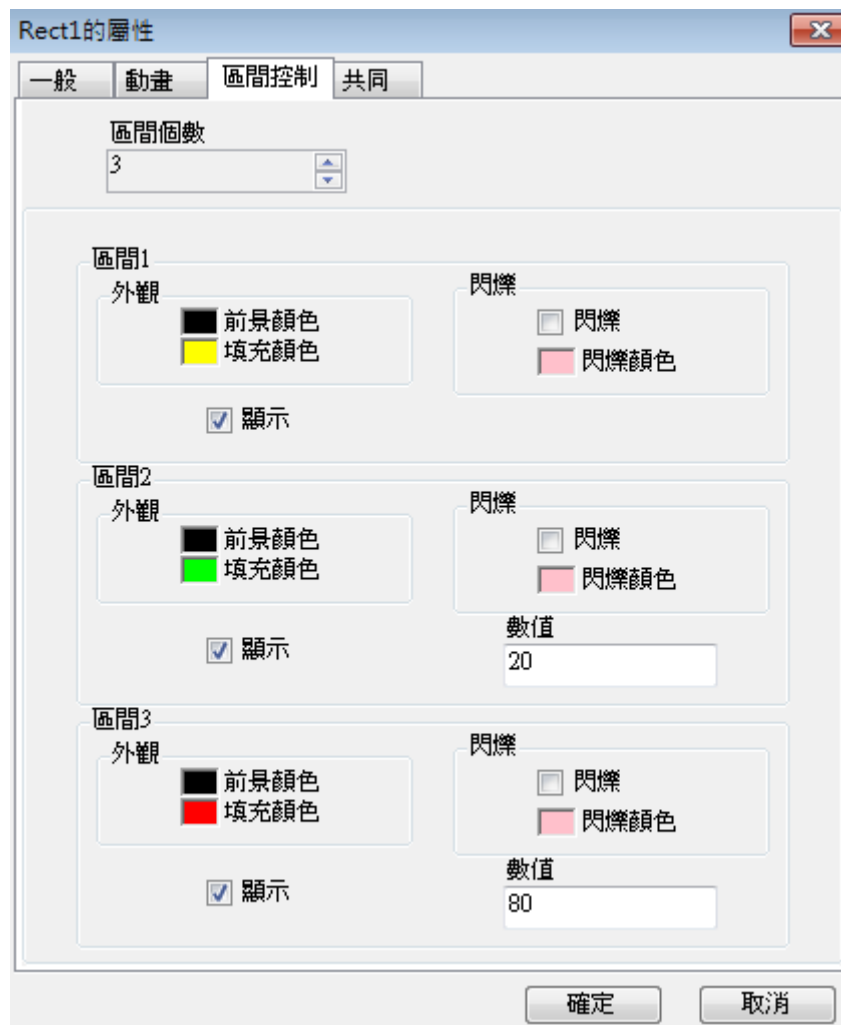 Rect1的屬性
一般 動畫 區間控制 共同
區間個數
3
區間1
外觀
前景顏色
填充顏色
顯示
閃爍
閃爍
閃爍顏色
區間2
外觀
前景顏色
填充顏色
顯示
閃爍
閃爍
閃爍顏色
數值
20
區間3
外觀
前景顏色
填充顏色
顯示
閃爍
閃爍
閃爍顏色
數值
80
確定 取消